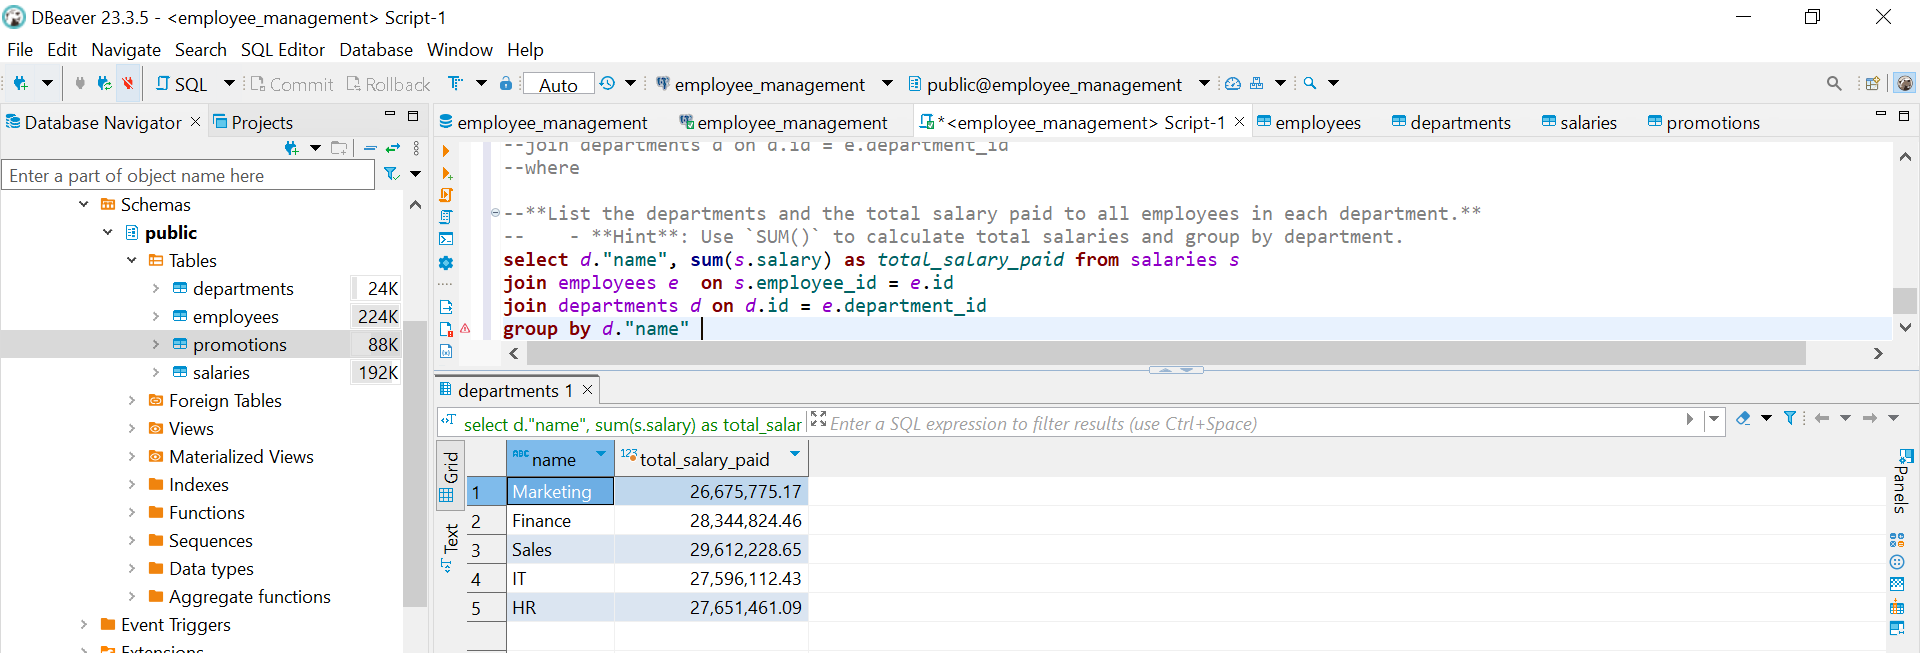 DBeaver 23.3.5 - <employee_management> Script-1
File Edit Navigate Search SQL Editor Database Window Help
SQL Commit Rollback Auto employee_management public@employee_management
Database Navigator Projects
employee_management employee_management *<employee_management> Script-1 employees departments salaries promotions
Enter a part of object name here
Schemas
public
Tables
departments 24K
employees 224K
promotions 88K
salaries 192K
Foreign Tables
Views
Materialized Views
Indexes
Functions
Sequences
Data types
Aggregate functions
Event Triggers
Extensions
--join departments d on d.id = e.department_id
--where
--**List the departments and the total salary paid to all employees in each department.**
-- - **Hint**: Use `SUM()` to calculate total salaries and group by department.
select d."name", sum(s.salary) as total_salary_paid from salaries s
join employees e on s.employee_id = e.id
join departments d on d.id = e.department_id
group by d."name"
departments 1
select d."name", sum(s.salary) as total_salar
Enter a SQL expression to filter results (use Ctrl+Space)
Grid
Text
ABC name 123 total_salary_paid
1 Marketing 26,675,775.17
2 Finance 28,344,824.46
3 Sales 29,612,228.65
4 IT 27,596,112.43
5 HR 27,651,461.09
Panels